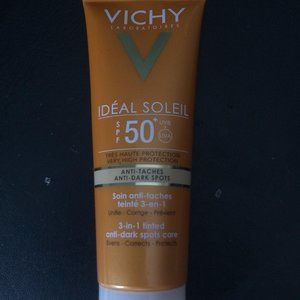 VICHY
LABORATOIRES
IDÉAL SOLEIL
SPF 50+ UVB UVA
TRÈS HAUTE PROTECTION
VERY HIGH PROTECTION
ANTI-TACHES
ANTI-DARK SPOTS
Soin anti-taches
teinté 3-en-1
Unifie - Corrige - Prévient
3-in-1 tinted
anti-dark spots care
Evens - Corrects - Protects